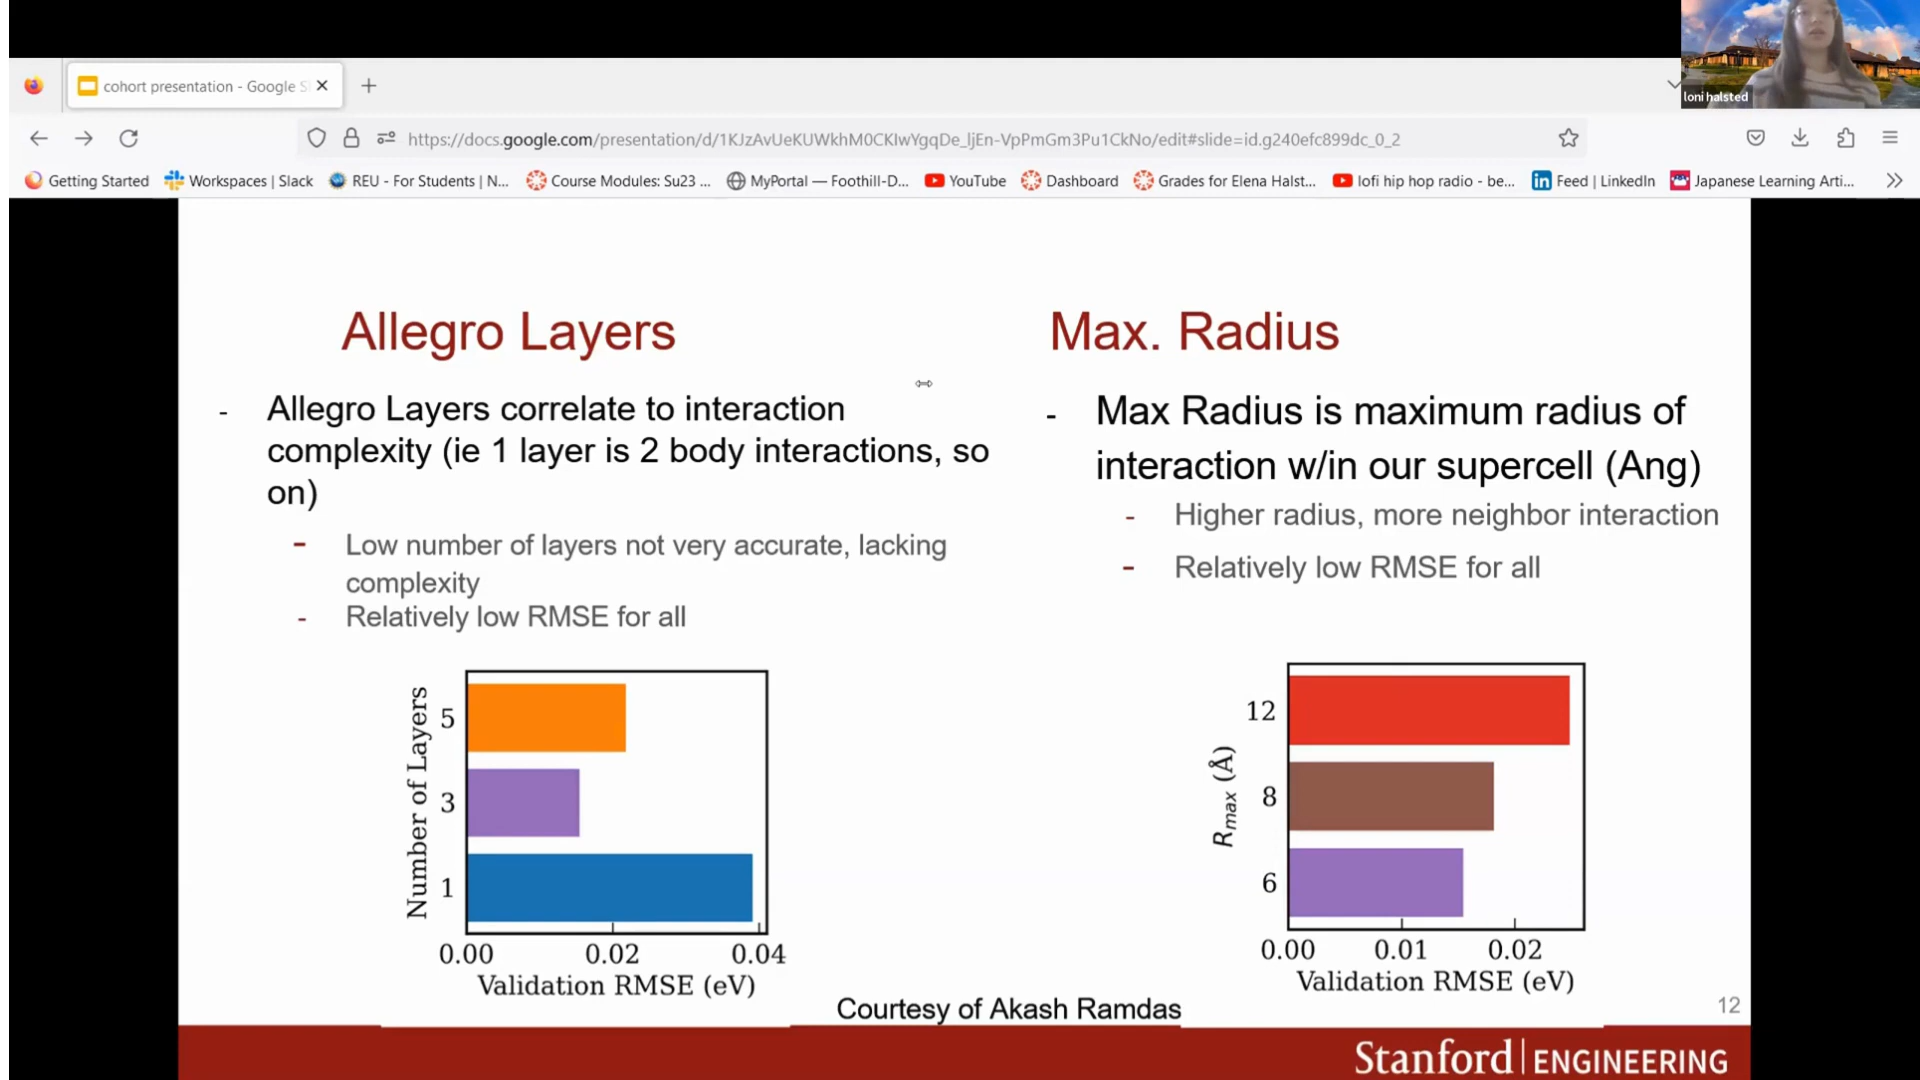 loni halsted
cohort presentation - Google S
https://docs.google.com/presentation/d/1KJzAvUeKUWkhM0CKIwYgqDe_ljEn-VpPmGm3Pu1CkNo/edit#slide=id.g240efc899dc_0_2
Getting Started Workspaces | Slack REU - For Students | N... Course Modules: Su23 ... MyPortal — Foothill-D... YouTube Dashboard Grades for Elena Halst... lofi hip hop radio - be... Feed | LinkedIn Japanese Learning Arti...
Allegro Layers
- Allegro Layers correlate to interaction
complexity (ie 1 layer is 2 body interactions, so
on)
- Low number of layers not very accurate, lacking
complexity
- Relatively low RMSE for all
Number of Layers
5
3
1
0.00 0.02 0.04
Validation RMSE (eV)
Max. Radius
- Max Radius is maximum radius of
interaction w/in our supercell (Ang)
- Higher radius, more neighbor interaction
- Relatively low RMSE for all
Rmax (Å)
12
8
6
0.00 0.01 0.02
Validation RMSE (eV)
Courtesy of Akash Ramdas
12
Stanford | ENGINEERING